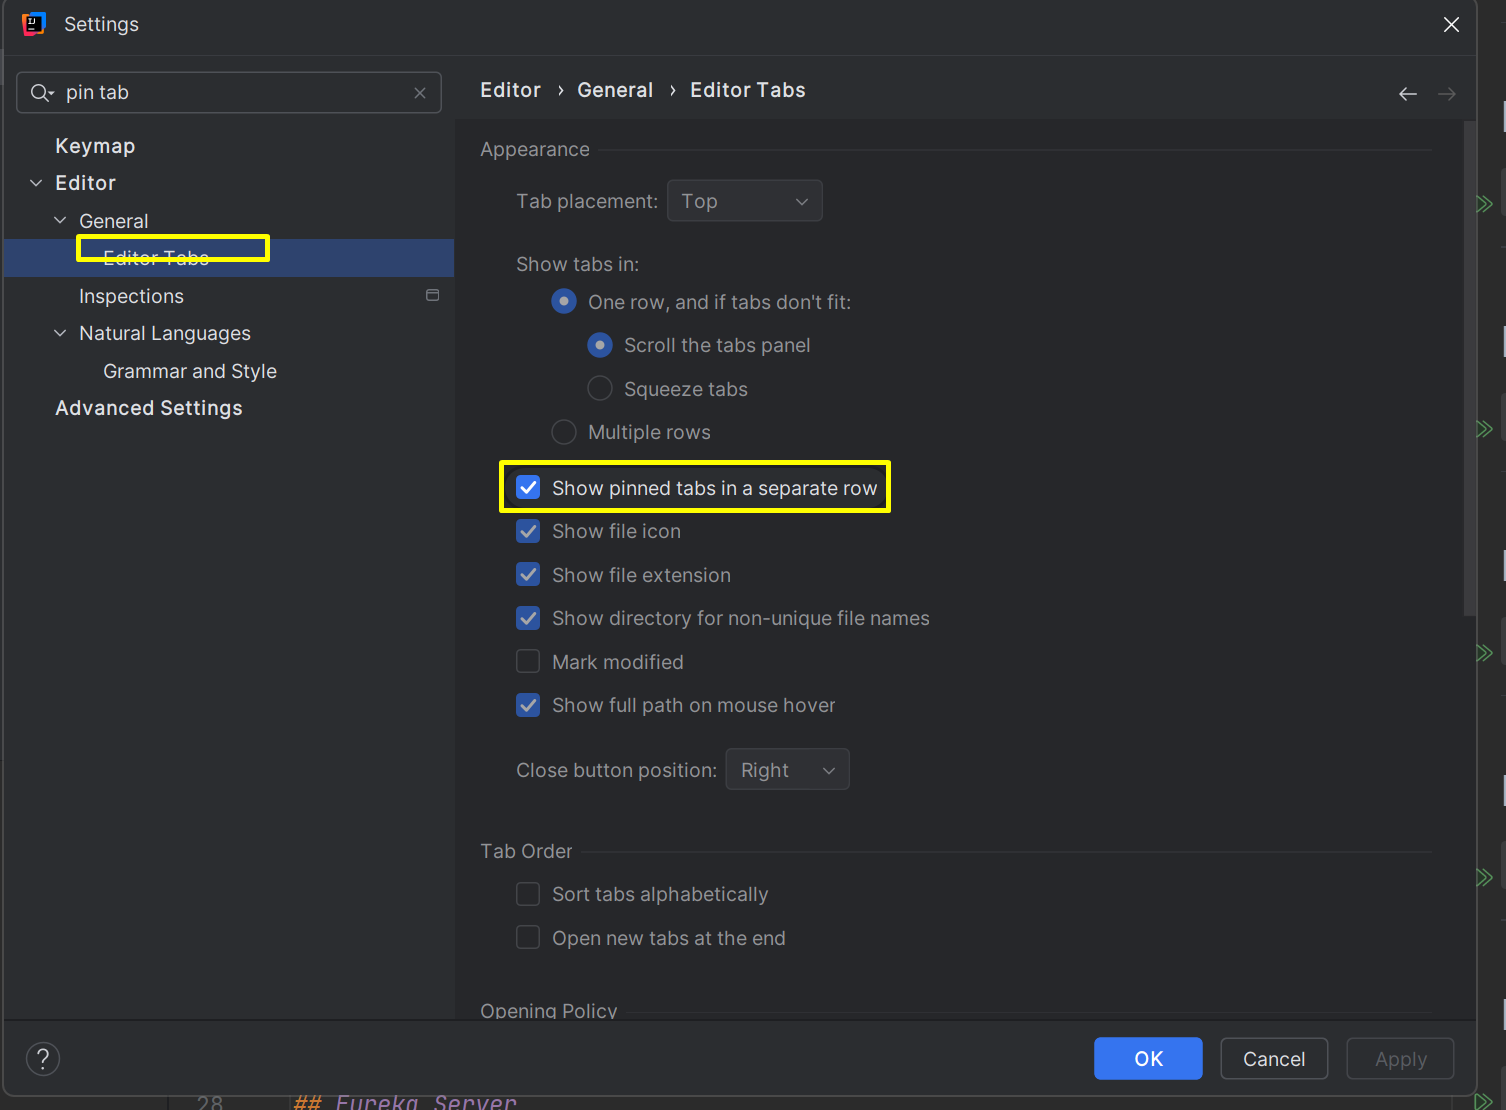 Settings
pin tab
Editor › General › Editor Tabs
Keymap
Editor
General
Editor Tabs
Inspections
Natural Languages
Grammar and Style
Advanced Settings
Appearance
Tab placement: Top
Show tabs in:
One row, and if tabs don't fit:
Scroll the tabs panel
Squeeze tabs
Multiple rows
Show pinned tabs in a separate row
Show file icon
Show file extension
Show directory for non-unique file names
Mark modified
Show full path on mouse hover
Close button position: Right
Tab Order
Sort tabs alphabetically
Open new tabs at the end
Opening Policy
?
OK Cancel Apply
28 ## Eureka Server